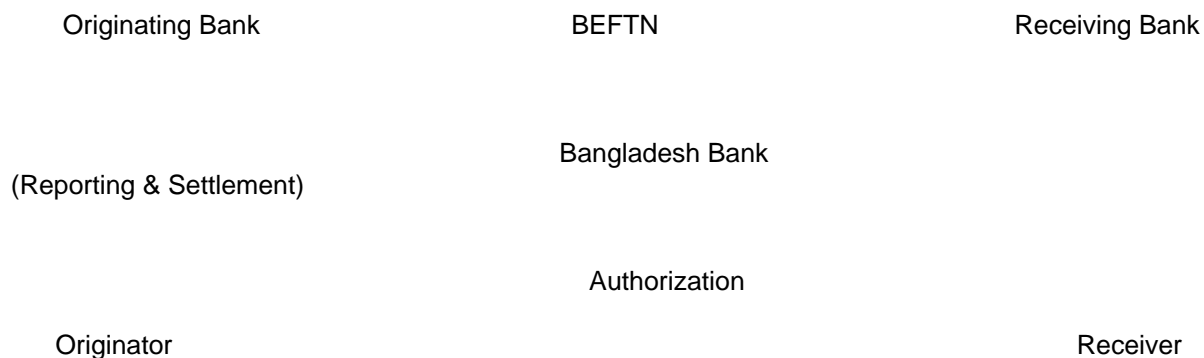 Originating Bank BEFTN Receiving Bank
Bangladesh Bank
(Reporting & Settlement)
Authorization
Originator Receiver